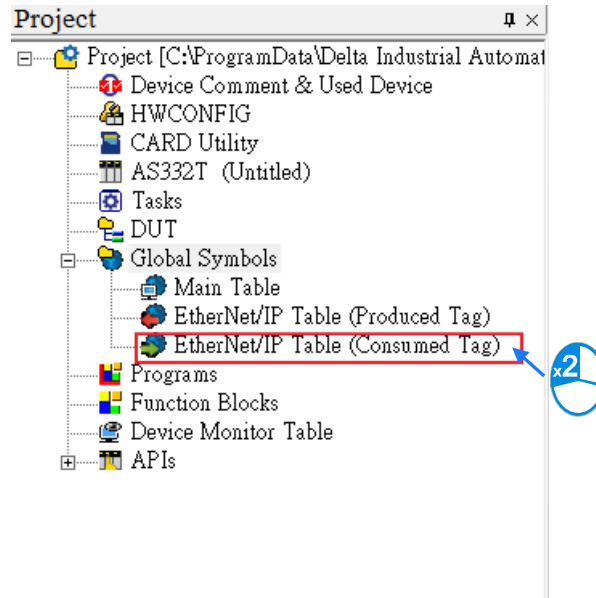 Project
Project [C:\ProgramData\Delta Industrial Automat
Device Comment & Used Device
HWCONFIG
CARD Utility
AS332T (Untitled)
Tasks
DUT
Global Symbols
Main Table
EtherNet/IP Table (Produced Tag)
EtherNet/IP Table (Consumed Tag)
x2
Programs
Function Blocks
Device Monitor Table
APIs